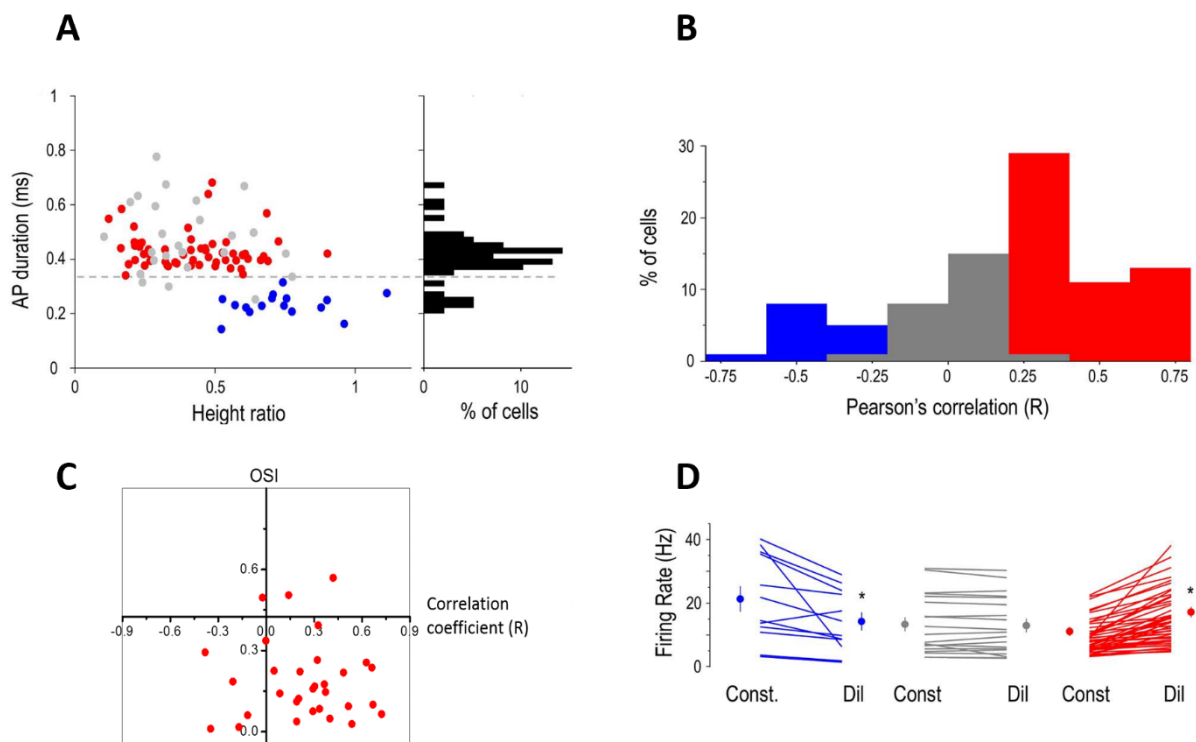 A
1
0.8
0.6
0.4
0.2
0
AP duration (ms)
0
0.5
1
Height ratio
0
10
% of cells
B
30
20
10
0
% of cells
-0.75
-0.5
-0.25
0
0.25
0.5
0.75
Pearson's correlation (R)
C
OSI
0.6
-0.9
-0.6
-0.3
0.0
0.3
0.6
0.9
Correlation
coefficient (R)
0.3
0.0
D
Firing Rate (Hz)
40
20
0
*
*
Const.
Dil
Const
Dil
Const
Dil